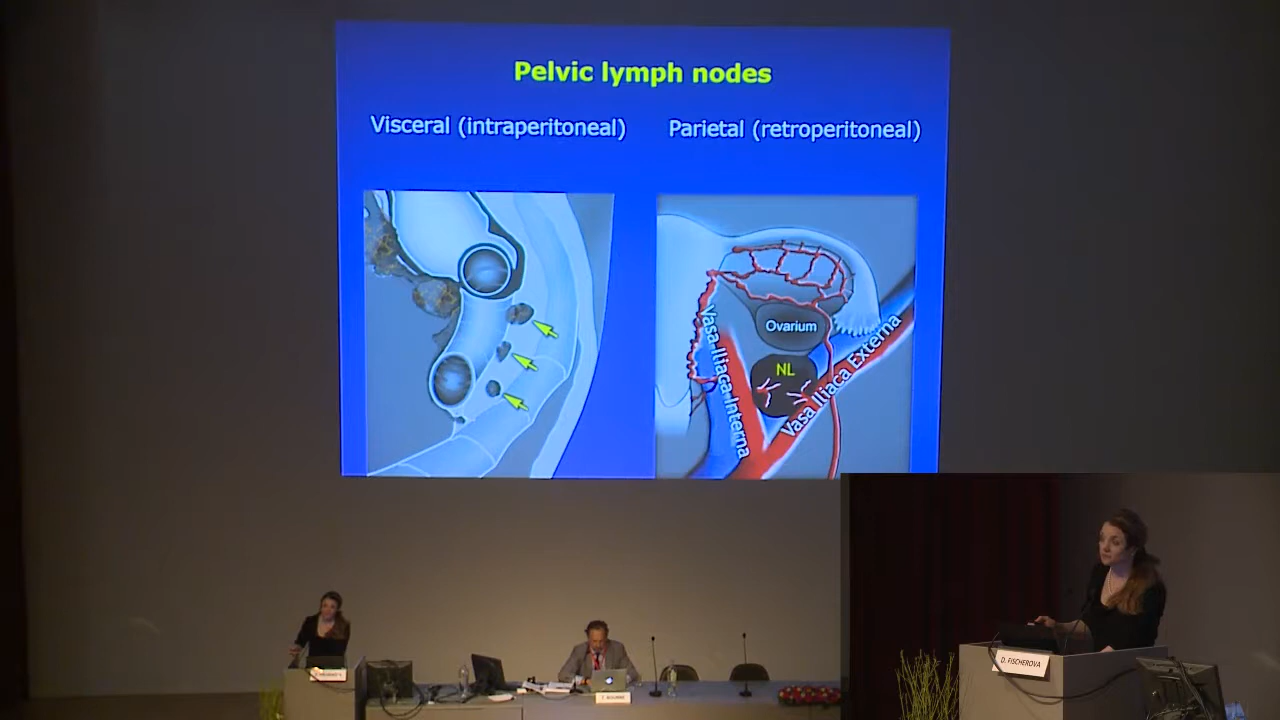 Pelvic lymph nodes
Visceral (intraperitoneal)
Parietal (retroperitoneal)
Ovarium
NL
Vasa Iliaca Interna
Vasa Iliaca Externa
D. FISCHEROVA